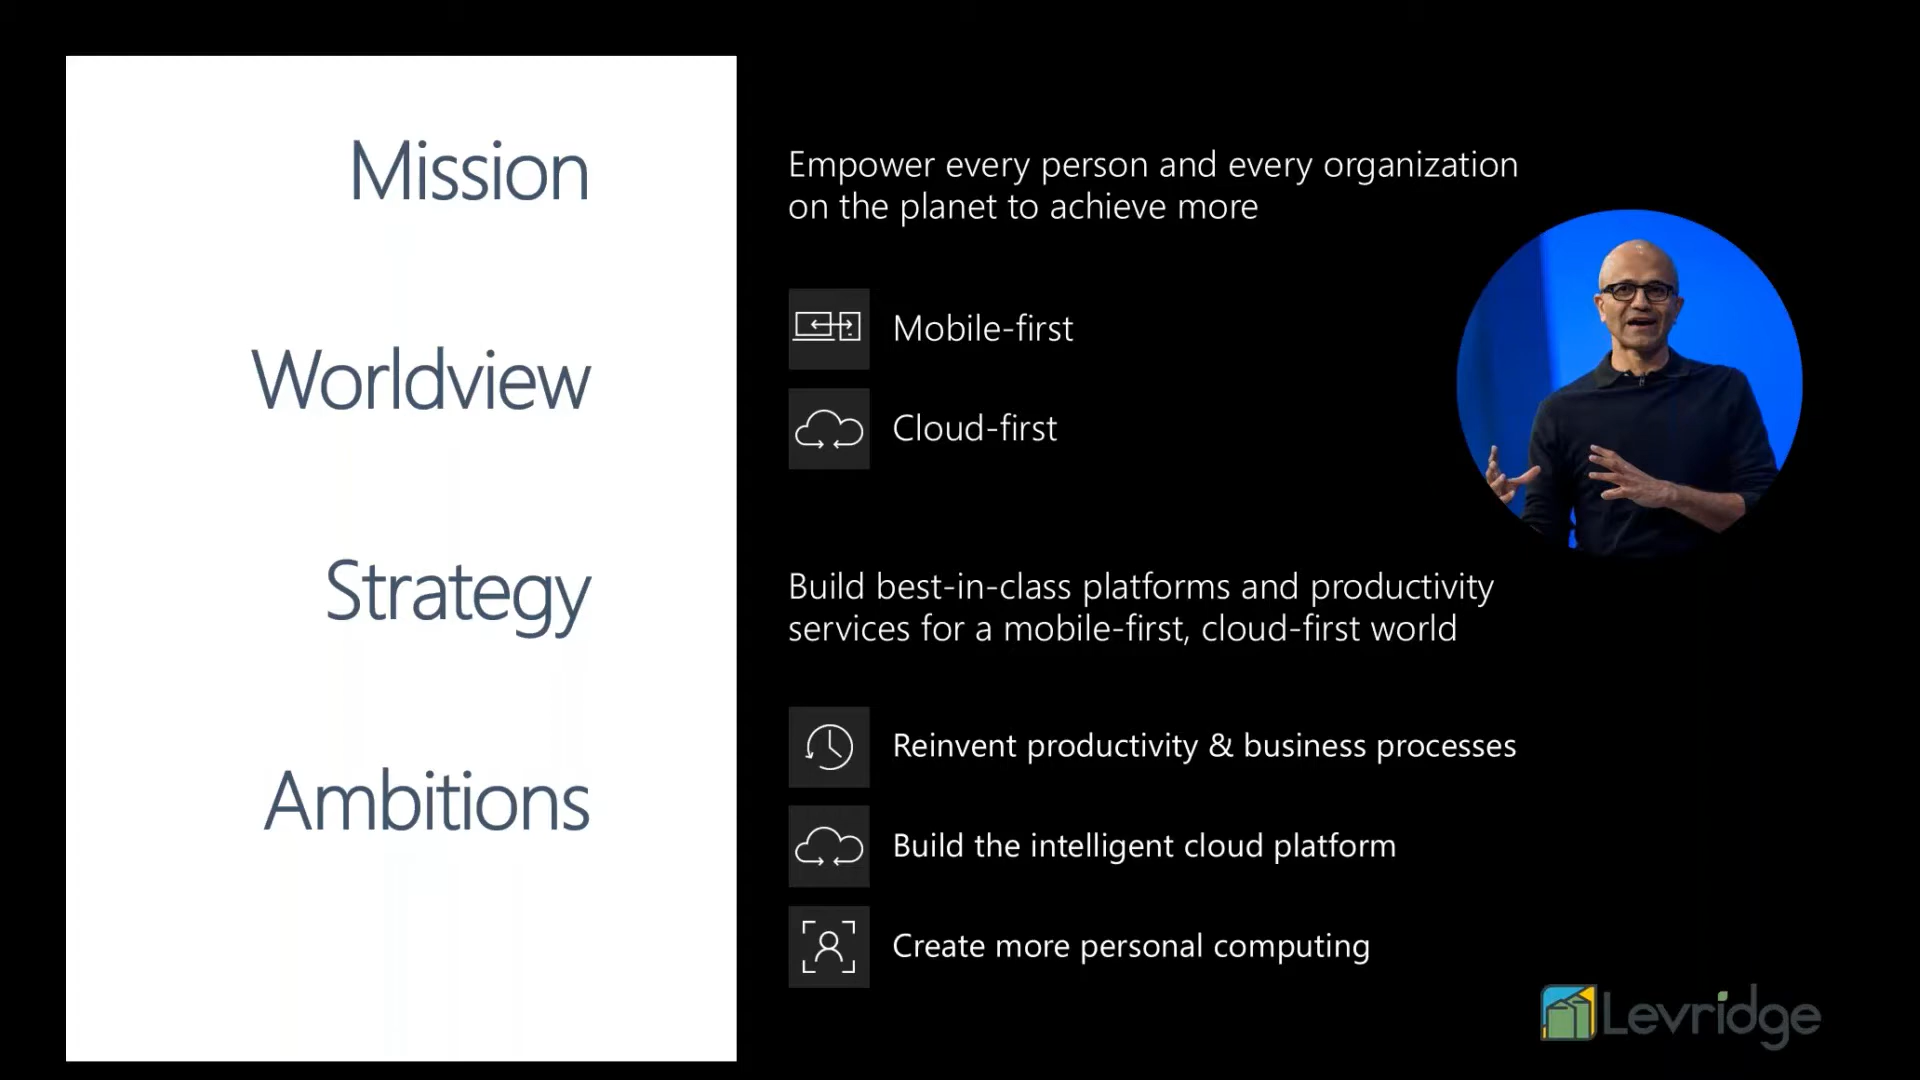 Mission
Empower every person and every organization
on the planet to achieve more
Worldview
Mobile-first
Cloud-first
Strategy
Build best-in-class platforms and productivity
services for a mobile-first, cloud-first world
Ambitions
Reinvent productivity & business processes
Build the intelligent cloud platform
Create more personal computing
Levridge